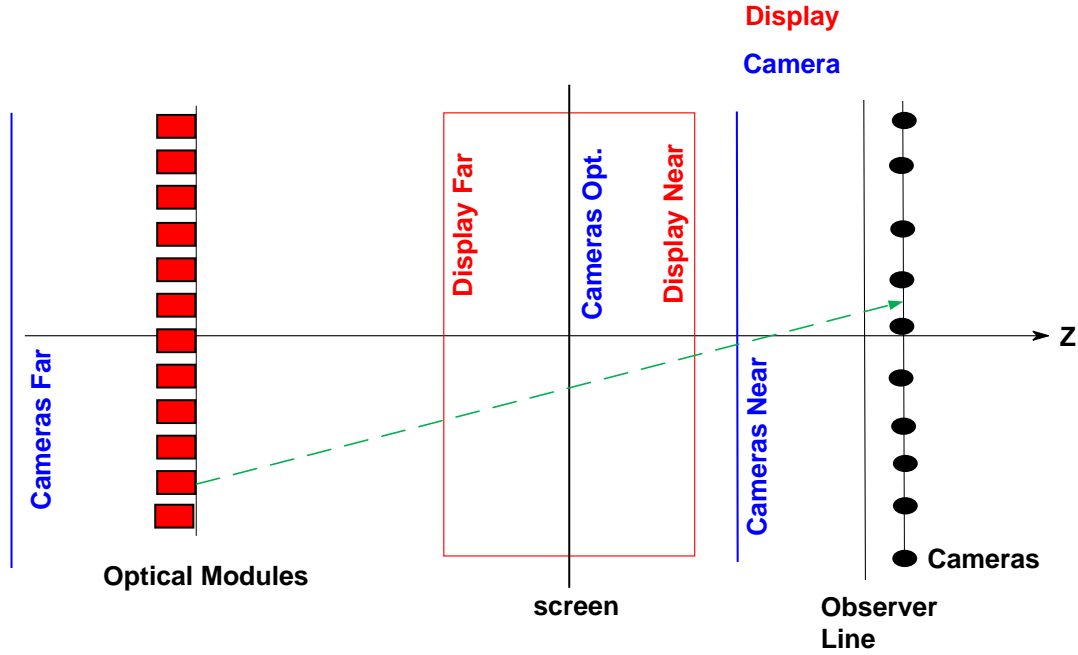 Display
Camera
Cameras Far
Display Far
Cameras Opt.
Display Near
Cameras Near
Z
Optical Modules
screen
Observer
Line
Cameras